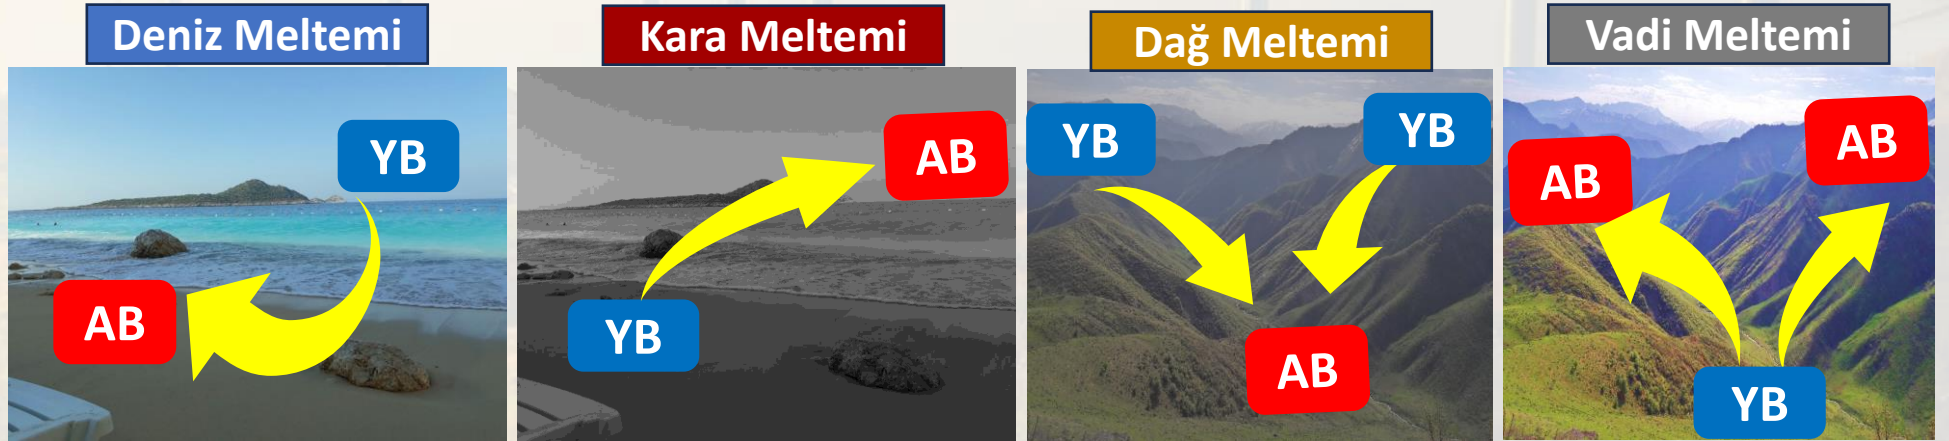 Deniz Meltemi
YB
AB
Kara Meltemi
AB
YB
Dağ Meltemi
YB
YB
AB
Vadi Meltemi
AB
AB
YB